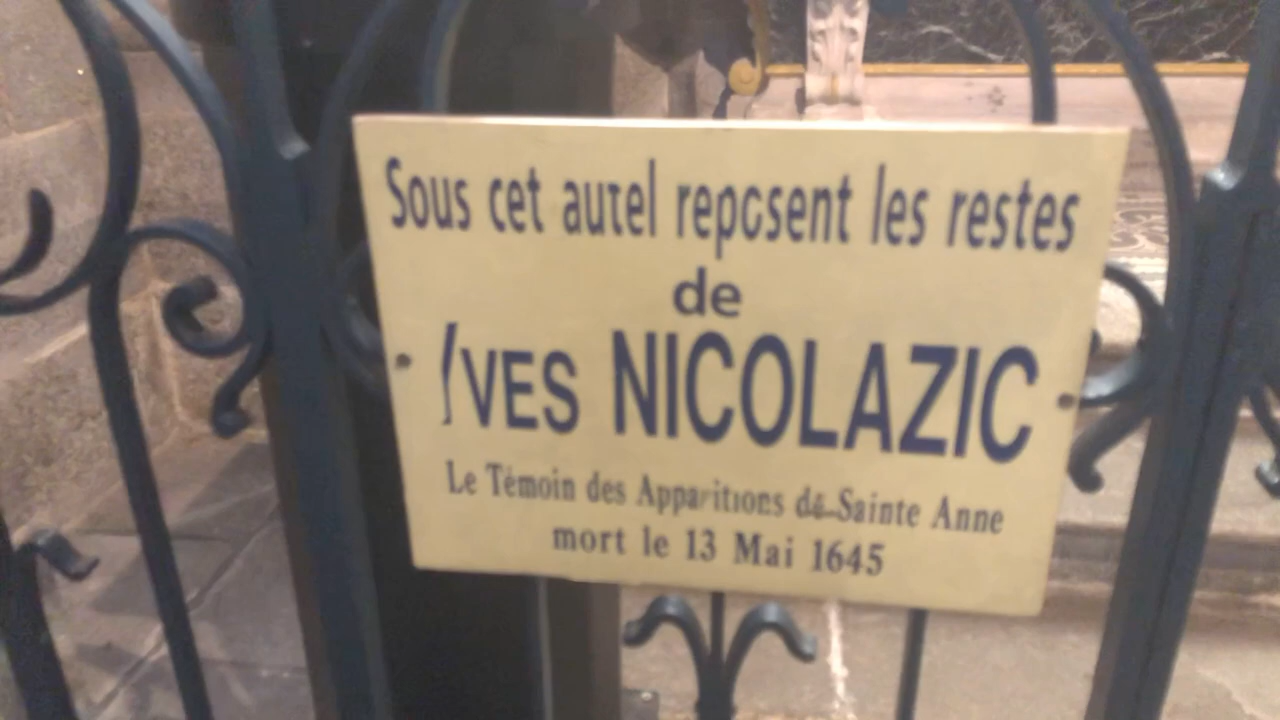 Sous cet autel reposent les restes
de
YVES NICOLAZIC
Le Témoin des Apparitions de Sainte Anne
mort le 13 Mai 1645